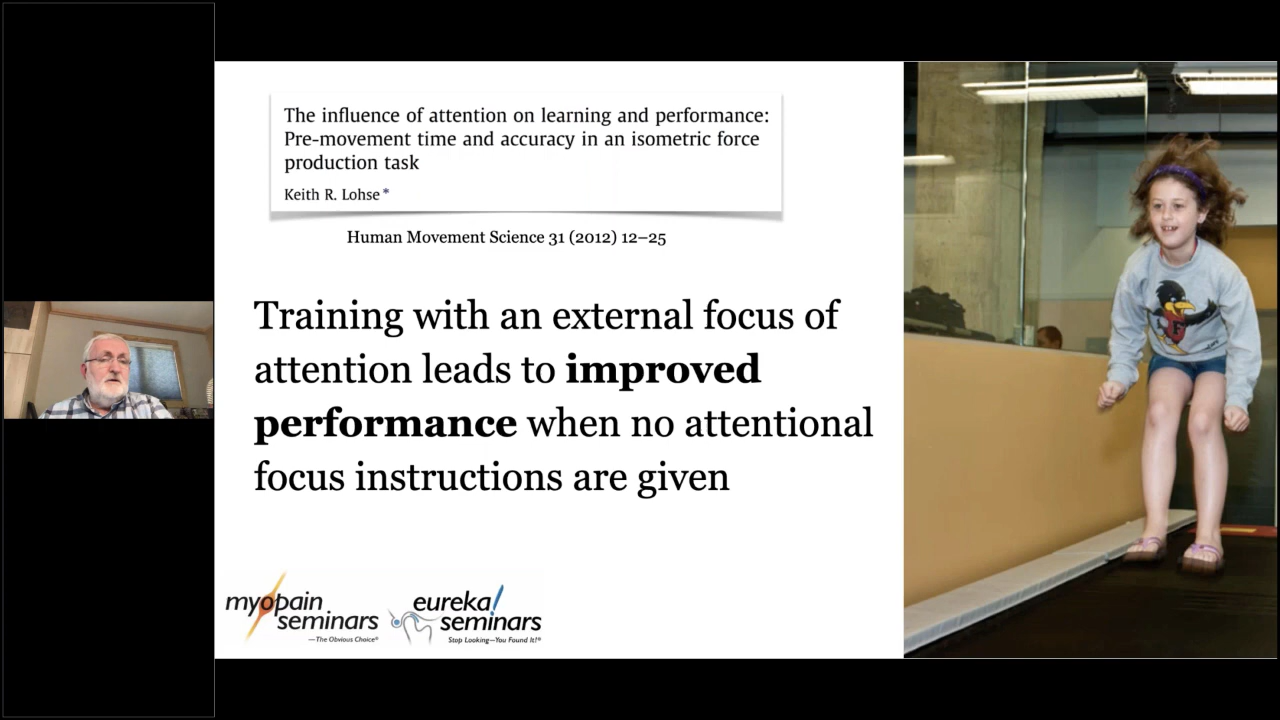 The influence of attention on learning and performance:
Pre-movement time and accuracy in an isometric force
production task
Keith R. Lohse *
Human Movement Science 31 (2012) 12–25
Training with an external focus of
attention leads to improved
performance when no attentional
focus instructions are given
myopain
seminars
—The Obvious Choice®
eureka!
seminars
Stop Looking—You Found It!®
F